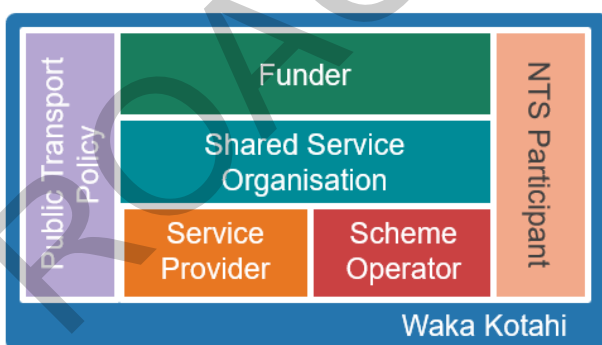 Public Transport
Policy
Funder
Shared Service
Organisation
Service
Provider
Scheme
Operator
NTS Participant
Waka Kotahi